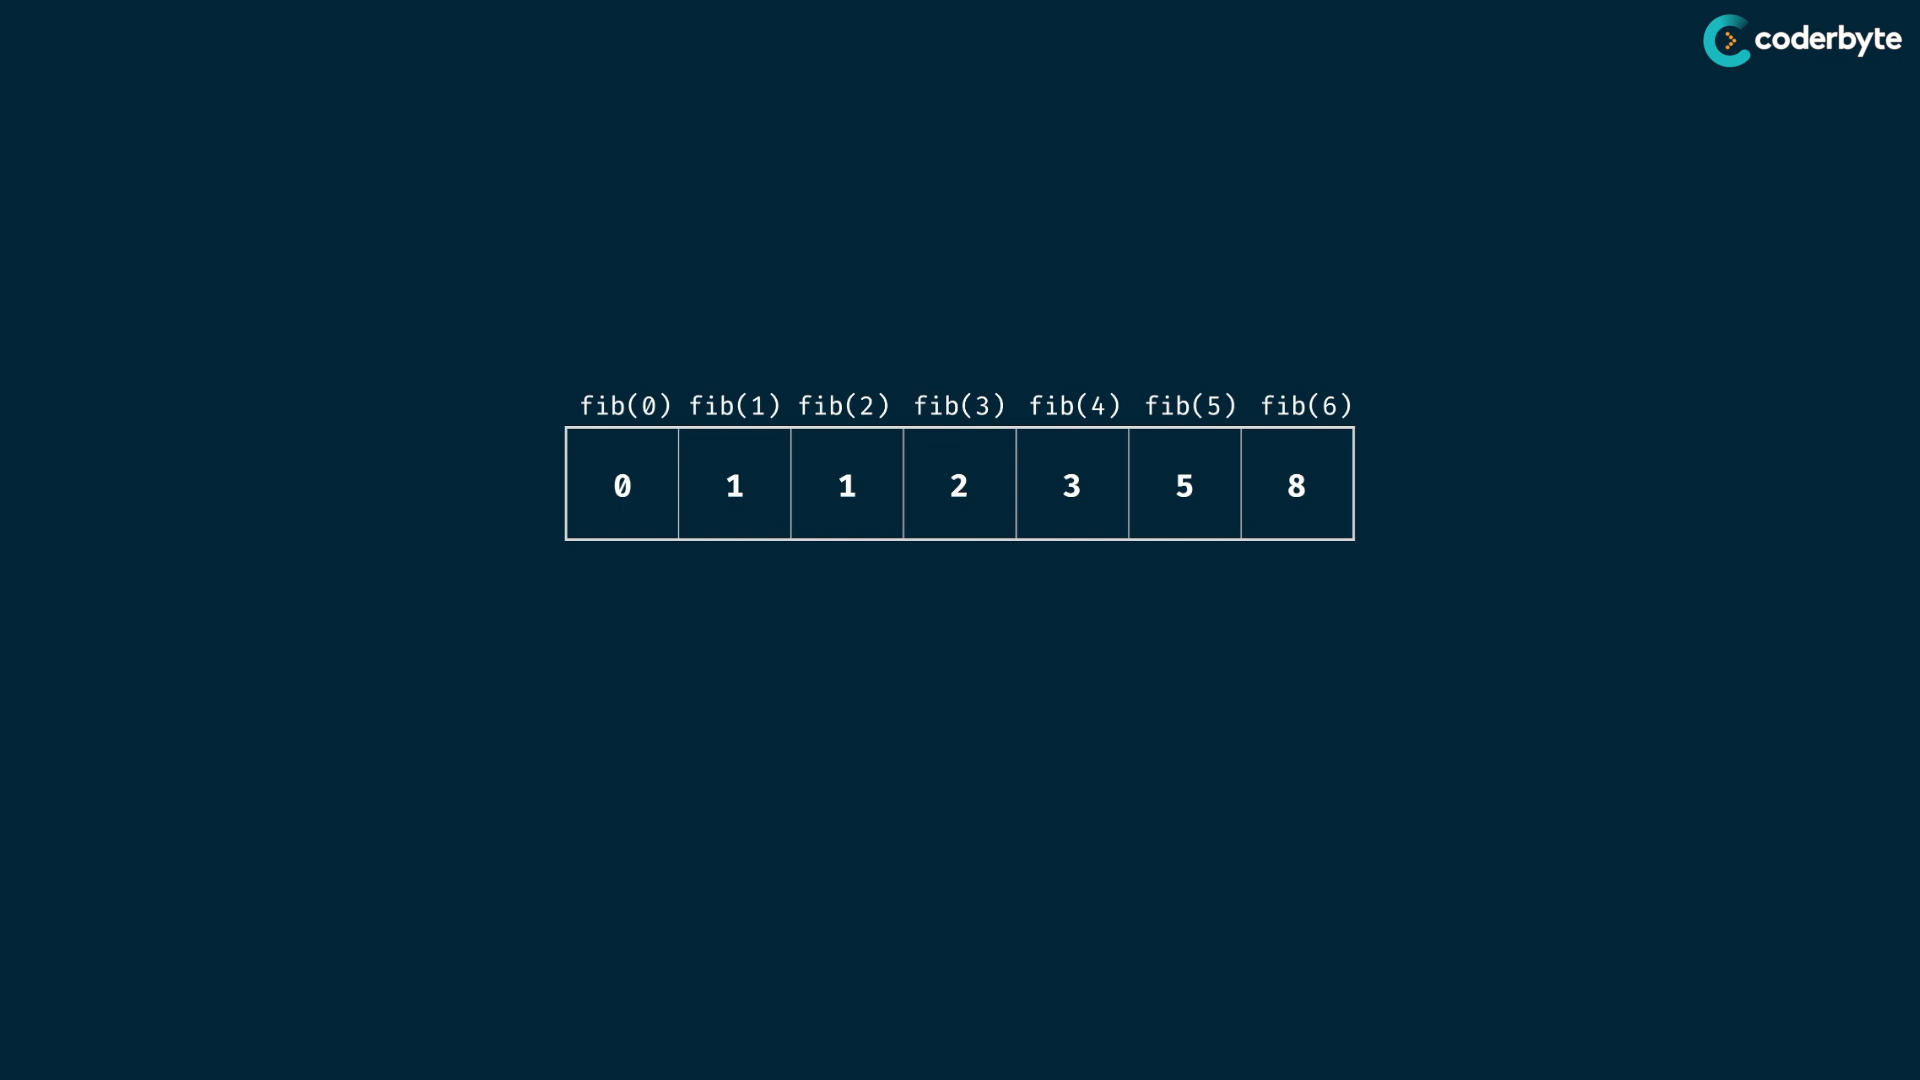 coderbyte
fib(0) fib(1) fib(2) fib(3) fib(4) fib(5) fib(6)
0 1 1 2 3 5 8